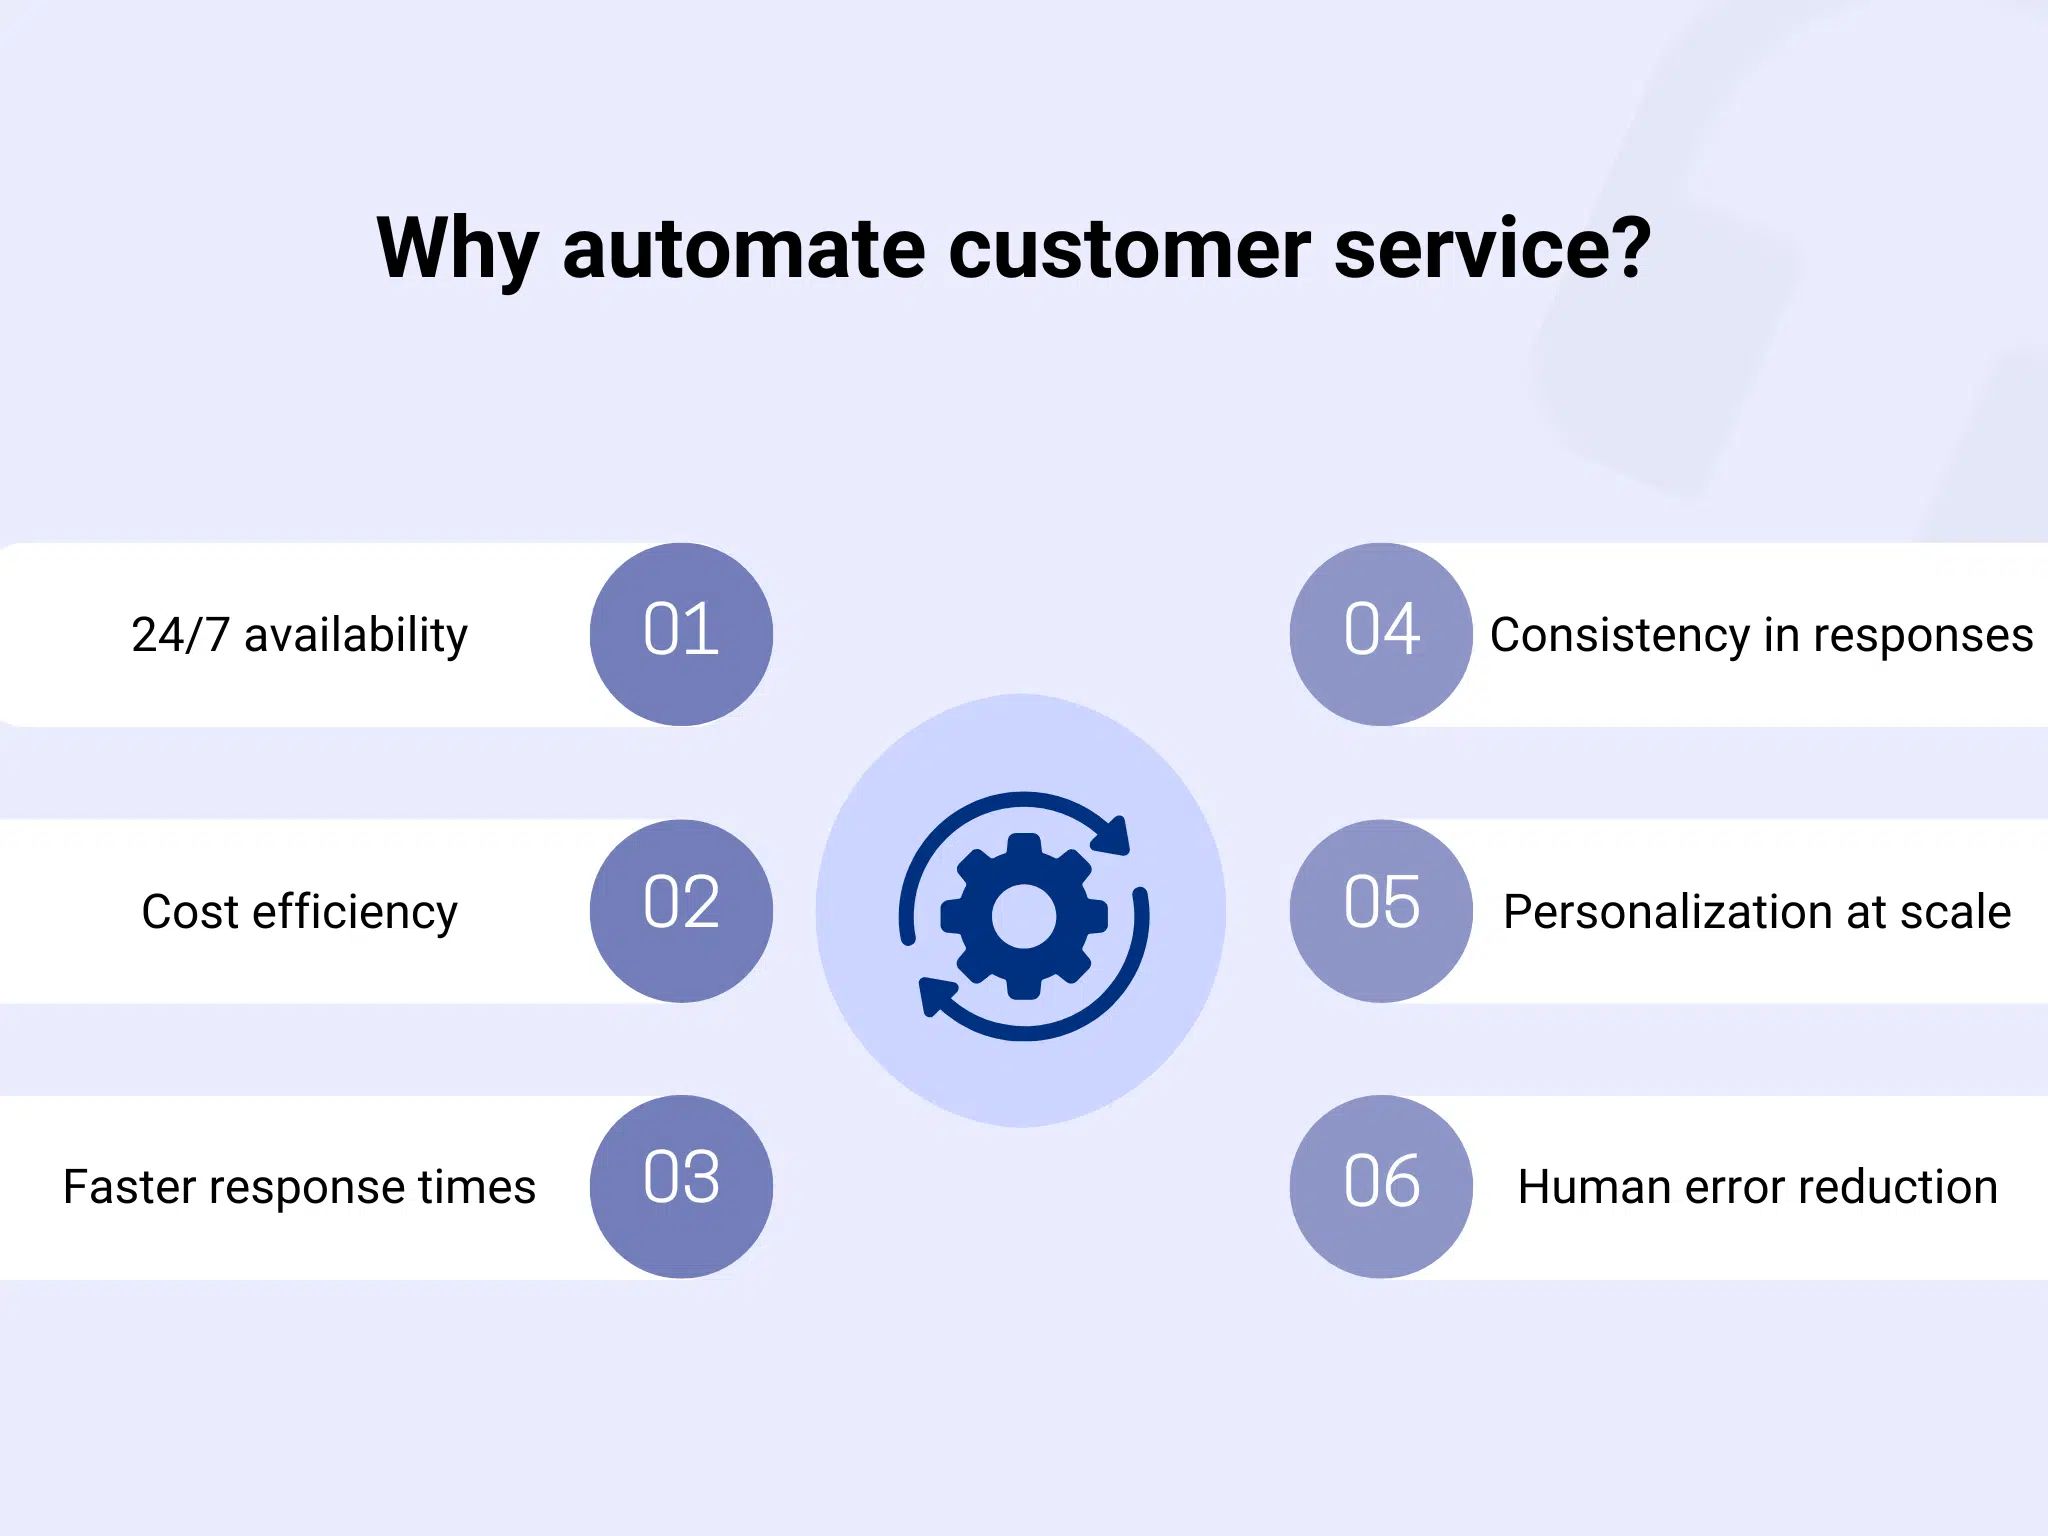 Why automate customer service?
24/7 availability
01
Cost efficiency
02
Faster response times
03
04
Consistency in responses
05
Personalization at scale
06
Human error reduction